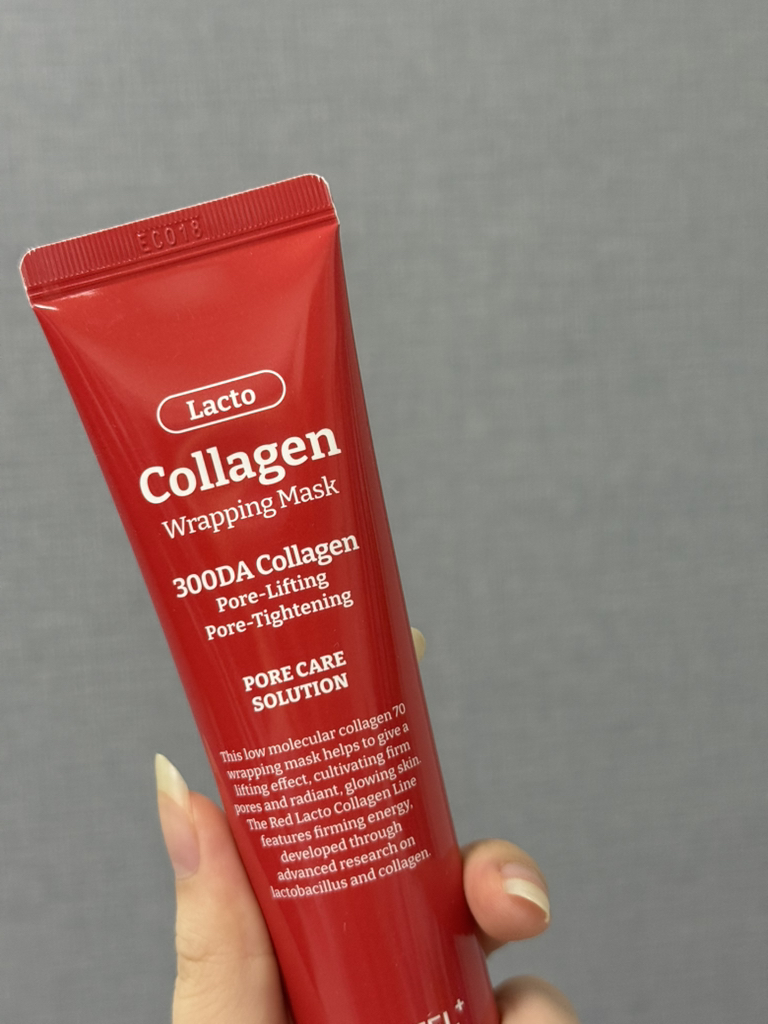 EC018
Lacto
Collagen
Wrapping Mask
300DA Collagen
Pore-Lifting
Pore-Tightening
PORE CARE
SOLUTION
This low molecular collagen 70
wrapping mask helps to give a
lifting effect, cultivating firm
pores and radiant, glowing skin.
The Red Lacto Collagen Line
features firming energy,
developed through
advanced research on
lactobacillus and collagen.